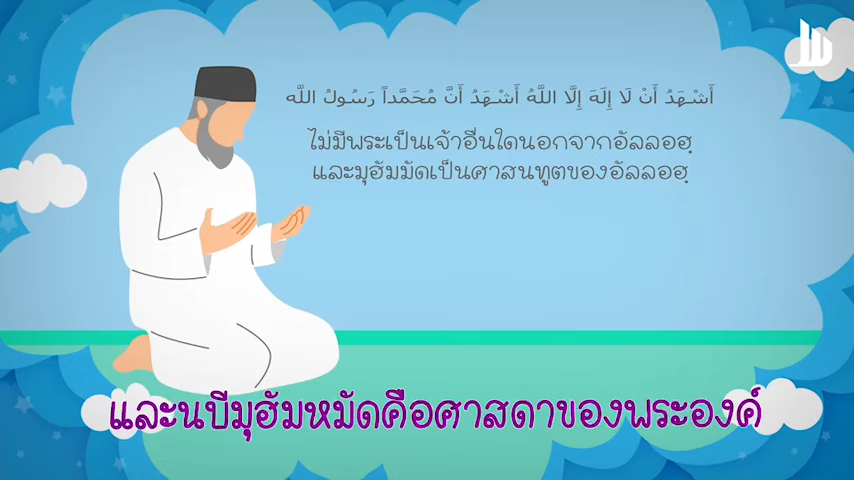 أَشْهَدُ أَنْ لَا إِلَهَ إِلَّا اللَّهُ أَشْهَدُ أَنَّ مُحَمَّداً رَسُولُ اللَّه
ไม่มีพระเป็นเจ้าอื่นใดนอกจากอัลลอฮฺ
และมุฮัมมัดเป็นศาสนทูตของอัลลอฮฺ
และนบีมุฮัมหมัดคือศาสดาของพระองค์